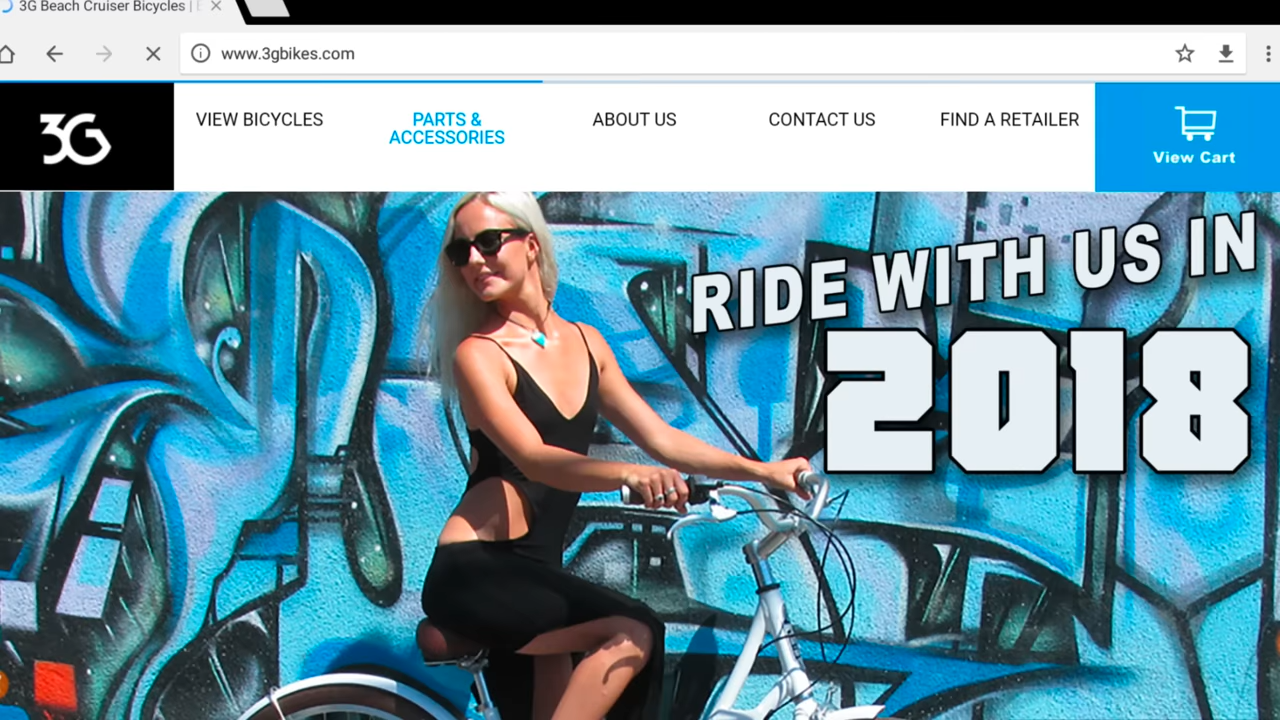 3G Beach Cruiser Bicycles |
www.3gbikes.com
3G
VIEW BICYCLES
PARTS &
ACCESSORIES
ABOUT US
CONTACT US
FIND A RETAILER
View Cart
RIDE WITH US IN
2018